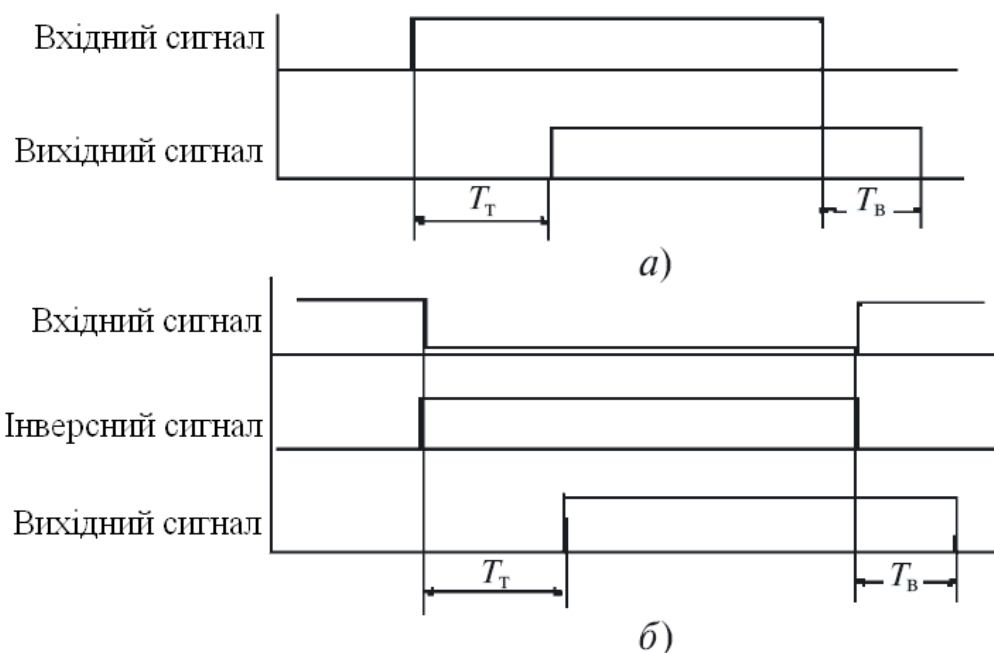 Вхідний сигнал
Вихідний сигнал
Tт
Tв
а)
Вхідний сигнал
Інверсний сигнал
Вихідний сигнал
Tт
Tв
б)